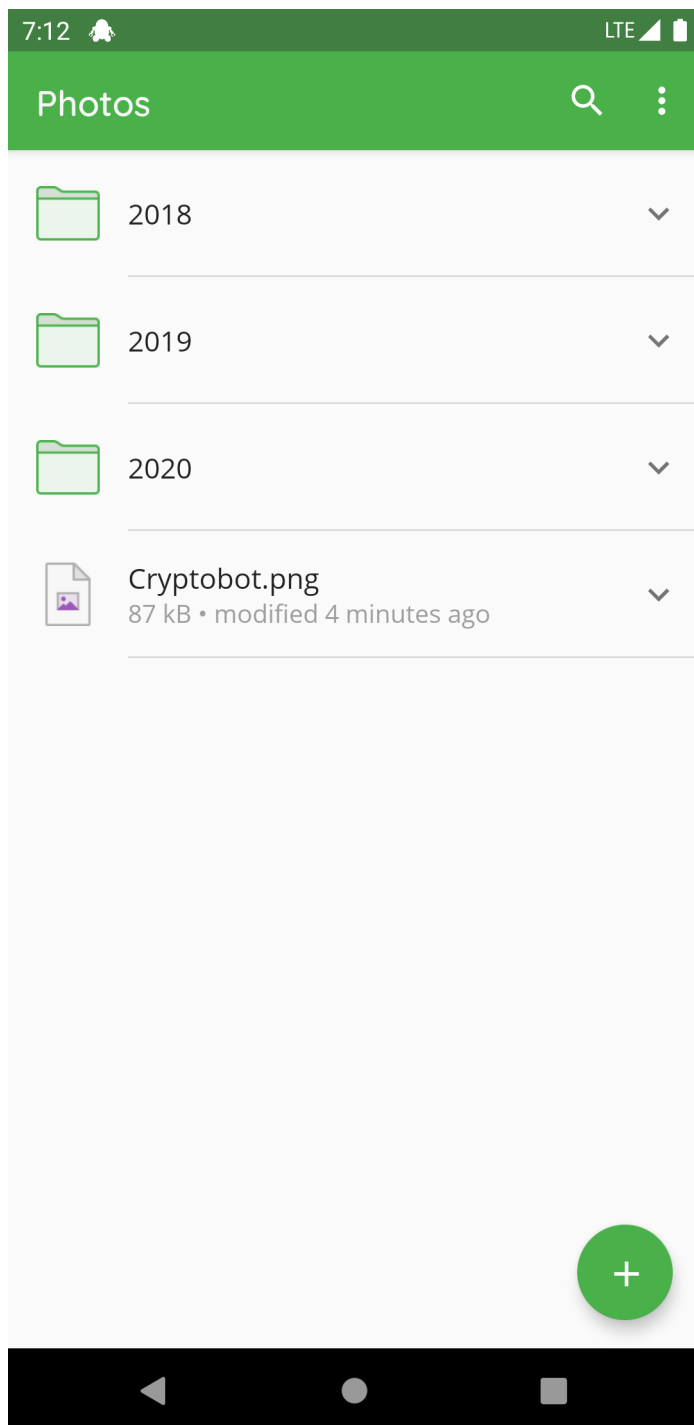 7:12 LTE
Photos
2018
2019
2020
Cryptobot.png
87 kB • modified 4 minutes ago